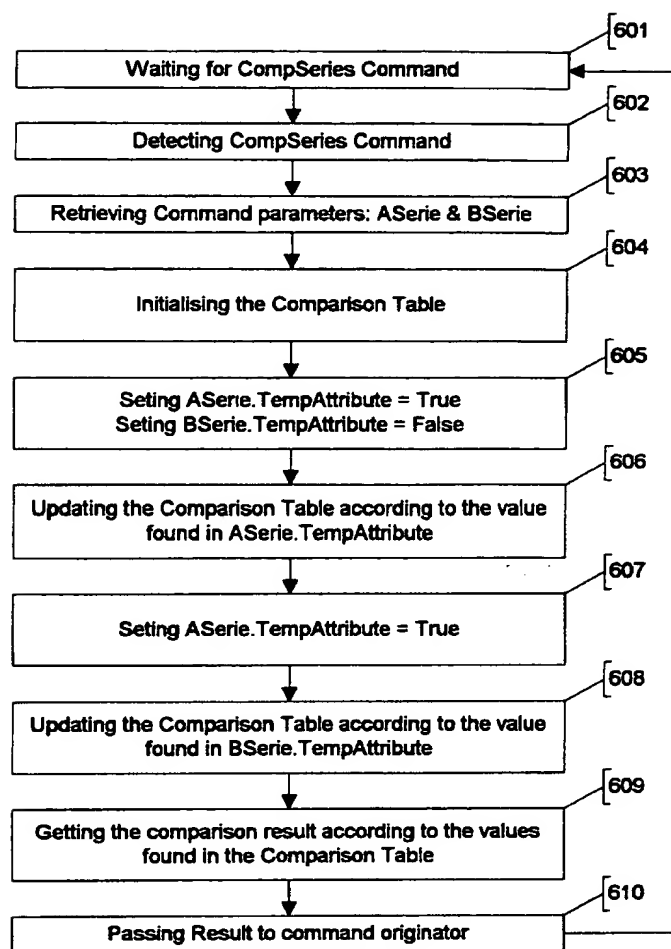 601
Waiting for CompSeries Command
602
Detecting CompSeries Command
603
Retrieving Command parameters: ASerie & BSerie
604
Initialising the Comparison Table
605
Seting ASerie.TempAttribute = True
Seting BSerie.TempAttribute = False
606
Updating the Comparison Table according to the value
found in ASerie.TempAttribute
607
Seting ASerie.TempAttribute = True
608
Updating the Comparison Table according to the value
found in BSerie.TempAttribute
609
Getting the comparison result according to the values
found in the Comparison Table
610
Passing Result to command originator